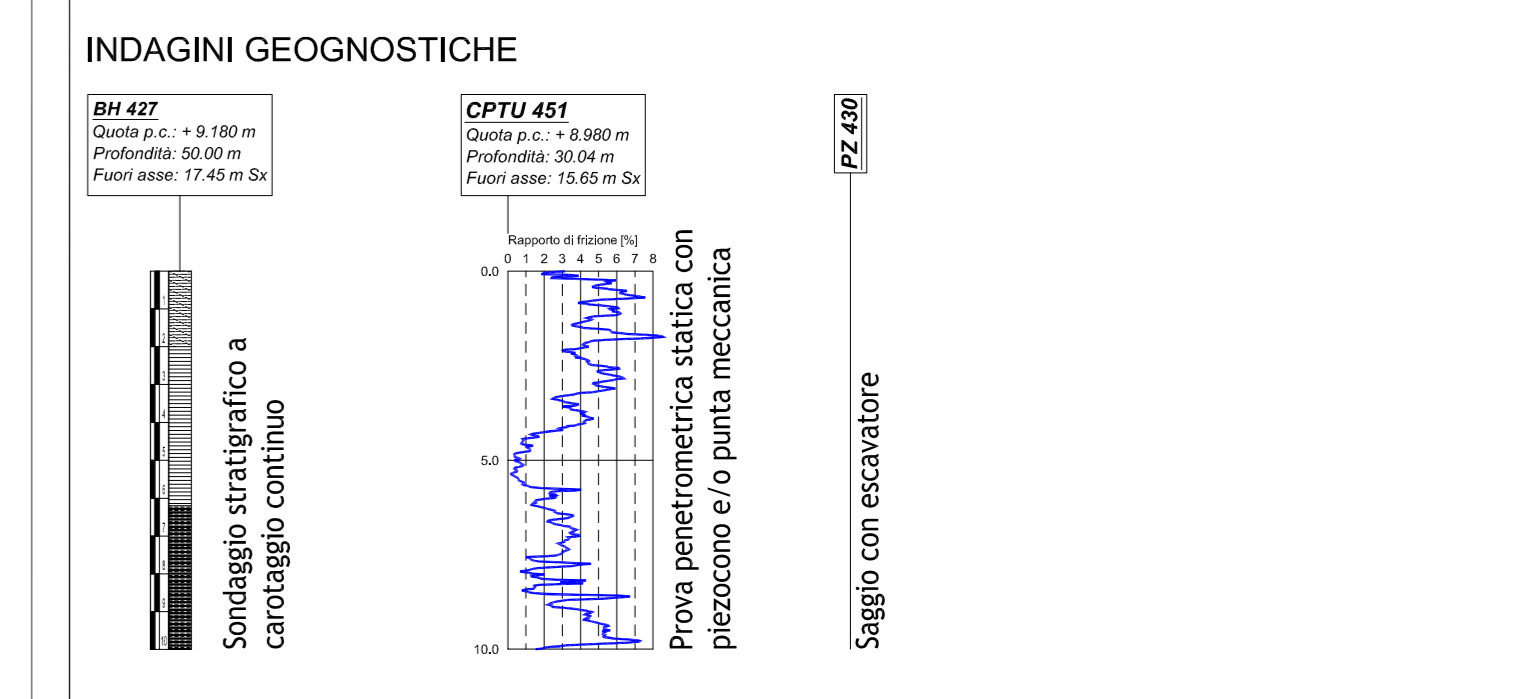 INDAGINI GEOGNOSTICHE
BH 427
Quota p.c.: + 9.180 m
Profondità: 50.00 m
Fuori asse: 17.45 m Sx
1
2
3
4
5
6
7
8
9
10
Sondaggio stratigrafico a
carotaggio continuo
CPTU 451
Quota p.c.: + 8.980 m
Profondità: 30.04 m
Fuori asse: 15.65 m Sx
Rapporto di frizione [%]
0 1 2 3 4 5 6 7 8
0.0
5.0
10.0
Prova penetrometrica statica con
piezocono e/o punta meccanica
PZ 430
Saggio con escavatore